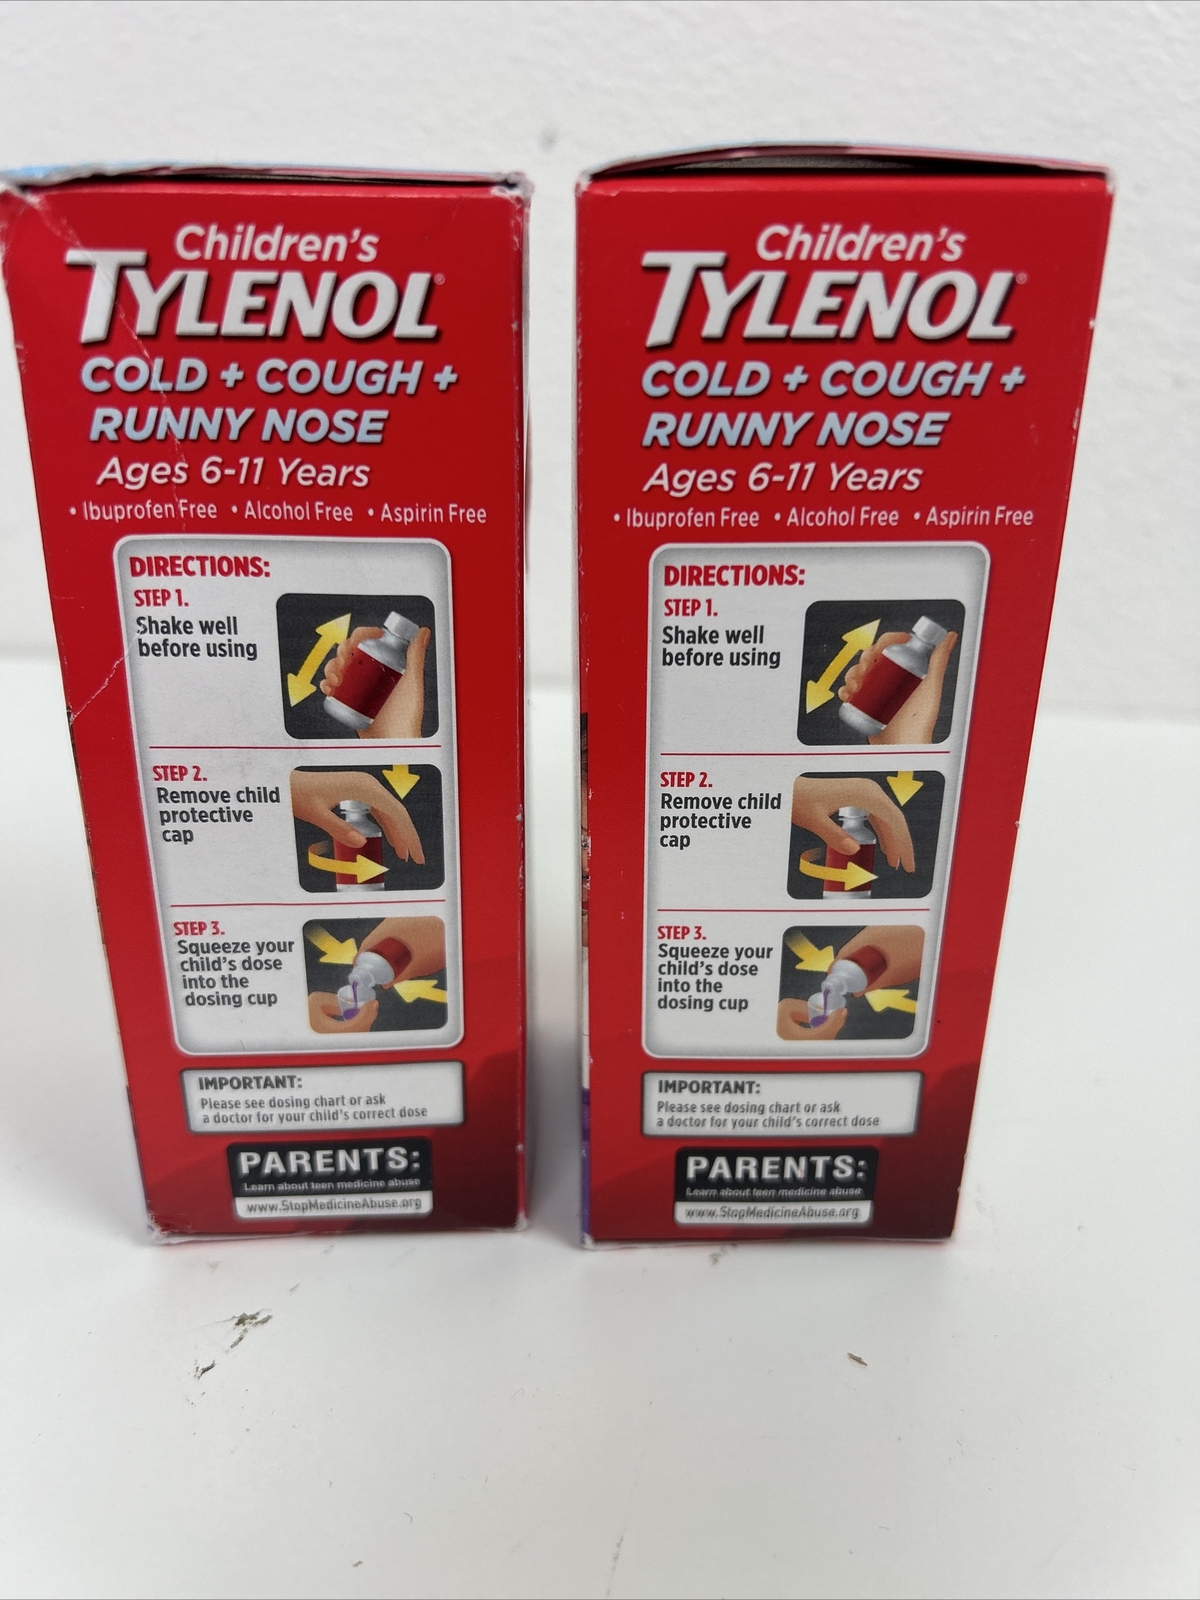 Children's
TYLENOL®
COLD + COUGH +
RUNNY NOSE
Ages 6-11 Years
• Ibuprofen Free • Alcohol Free • Aspirin Free
DIRECTIONS:
STEP 1.
Shake well
before using
STEP 2.
Remove child
protective
cap
STEP 3.
Squeeze your
child's dose
into the
dosing cup
IMPORTANT:
Please see dosing chart or ask
a doctor for your child's correct dose
PARENTS:
Learn about teen medicine abuse
www.StopMedicineAbuse.org
Children's
TYLENOL®
COLD + COUGH +
RUNNY NOSE
Ages 6-11 Years
• Ibuprofen Free • Alcohol Free • Aspirin Free
DIRECTIONS:
STEP 1.
Shake well
before using
STEP 2.
Remove child
protective
cap
STEP 3.
Squeeze your
child's dose
into the
dosing cup
IMPORTANT:
Please see dosing chart or ask
a doctor for your child's correct dose
PARENTS:
Learn about teen medicine abuse
www.StopMedicineAbuse.org